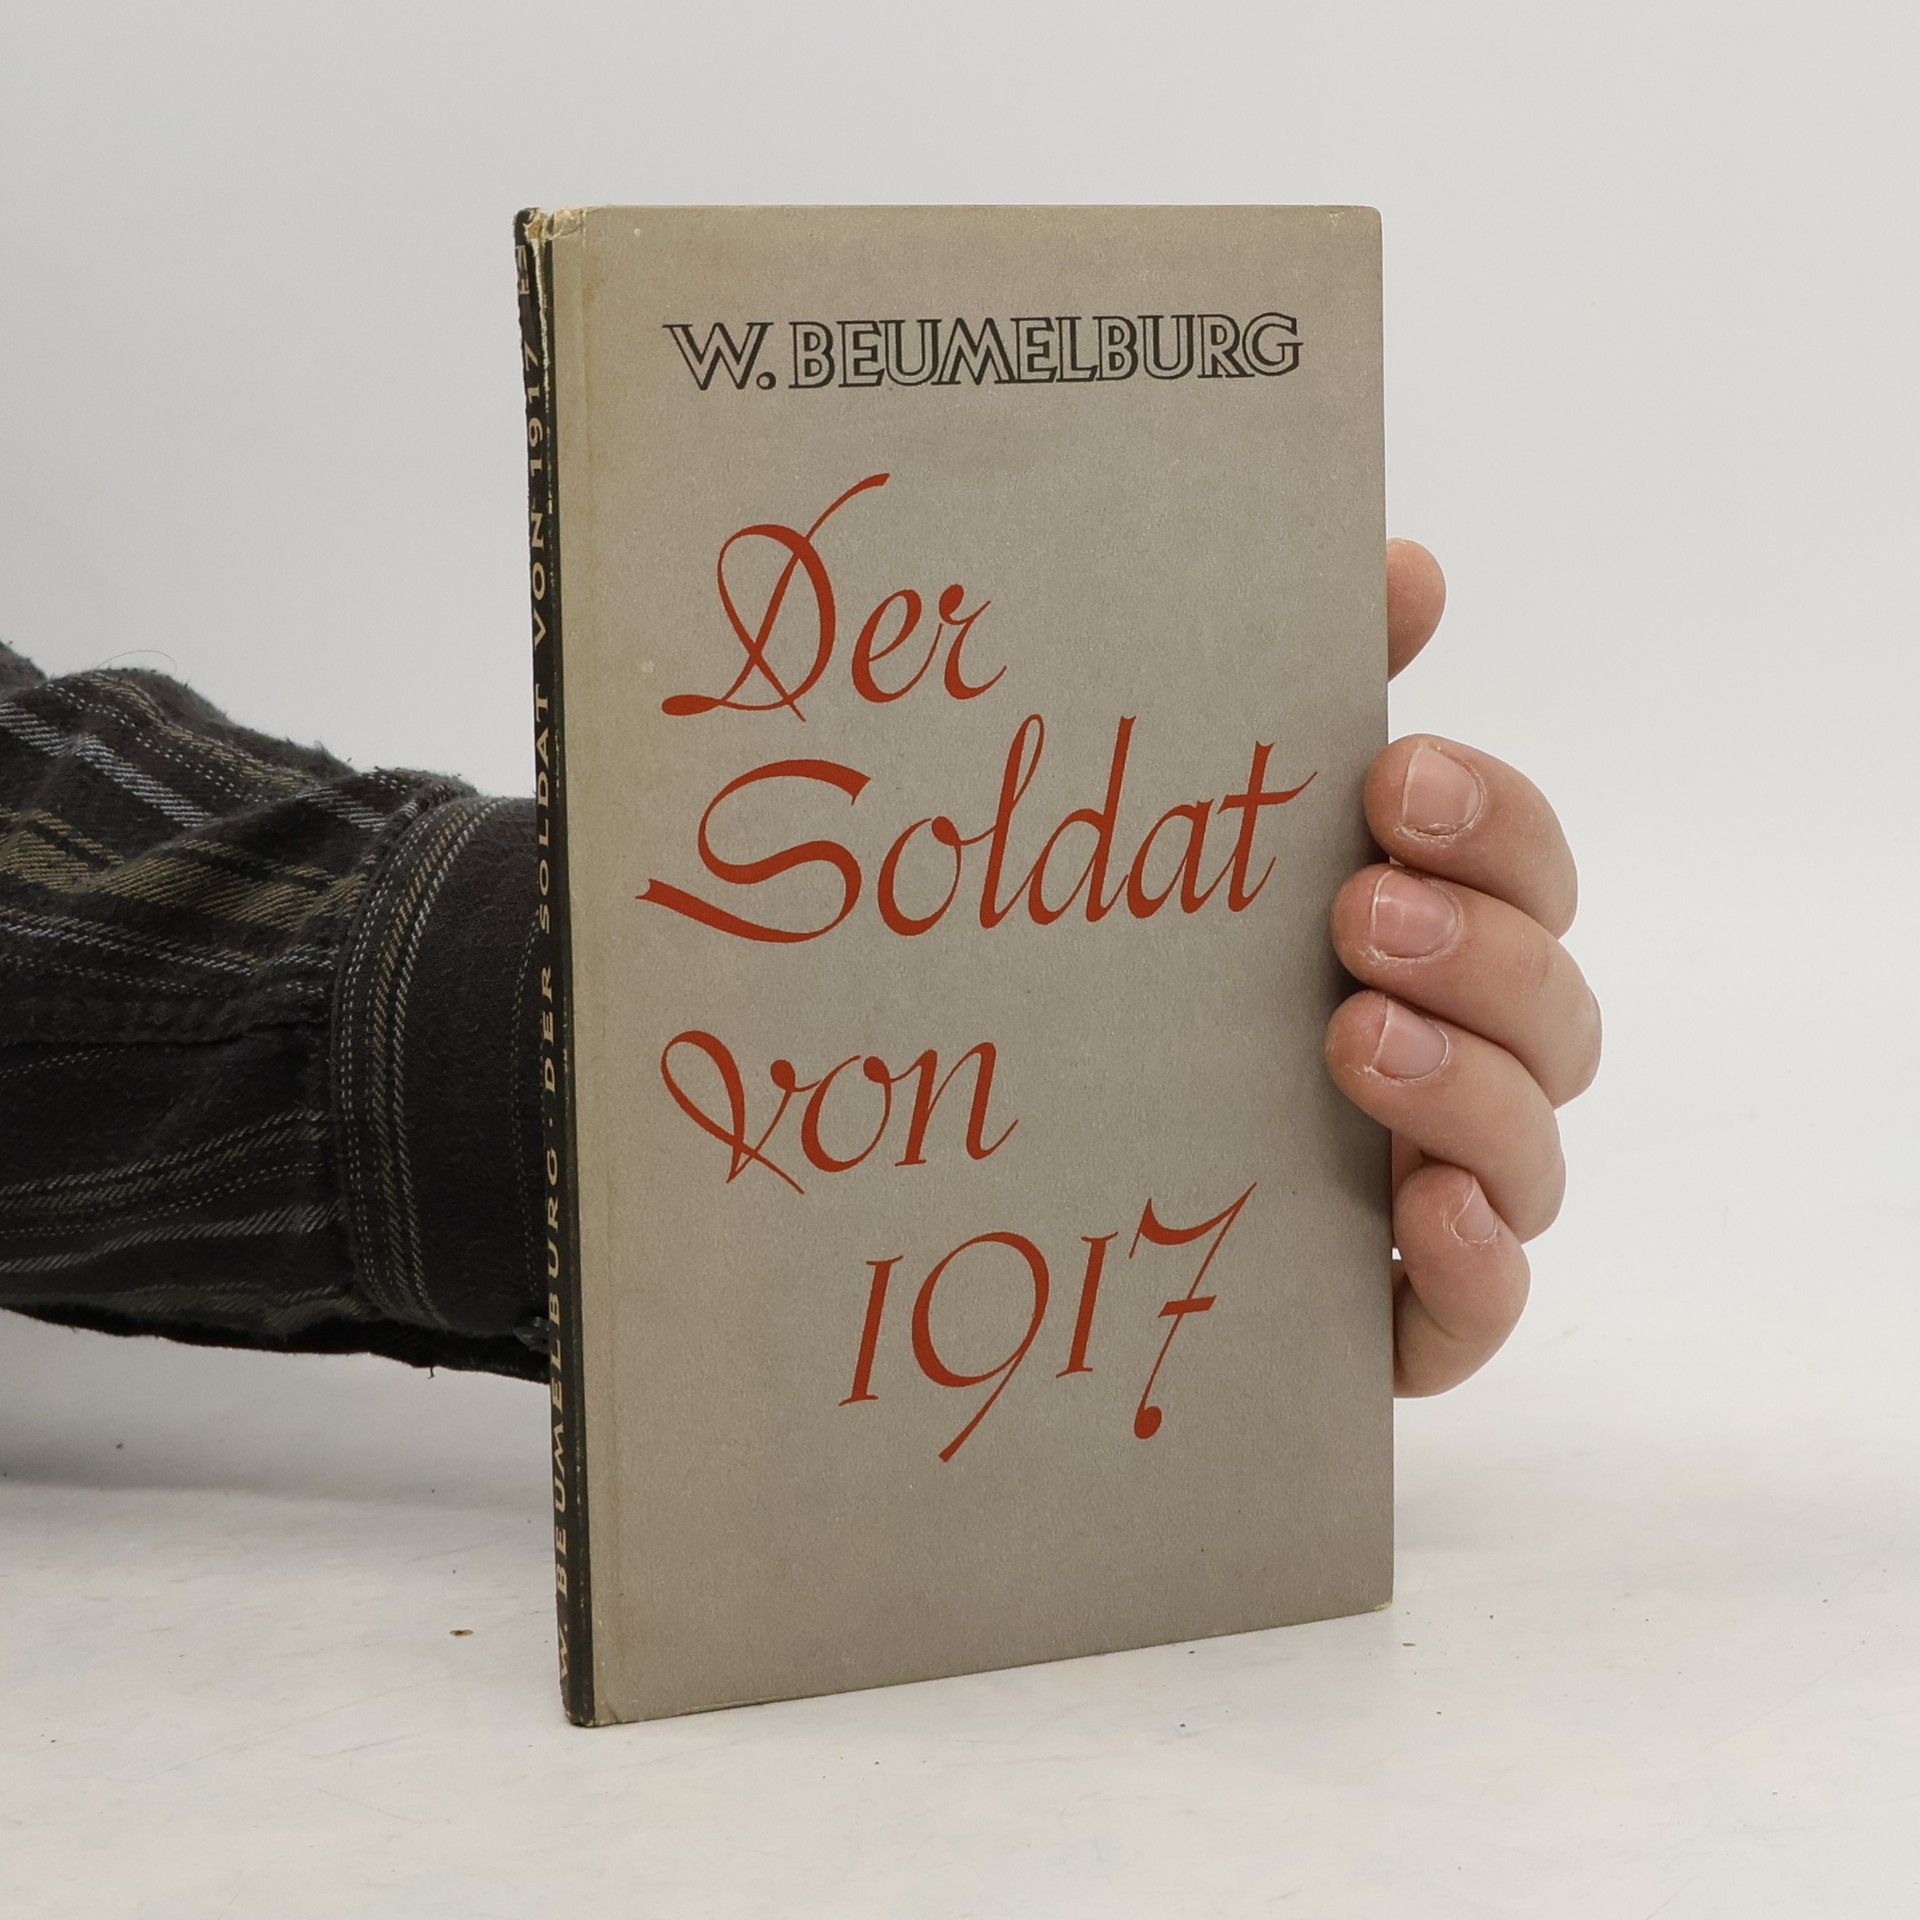 W. BEUMELBURG
Der
Soldat
von
1917
W. BEUMELBURG · DER SOLDAT VON 1917